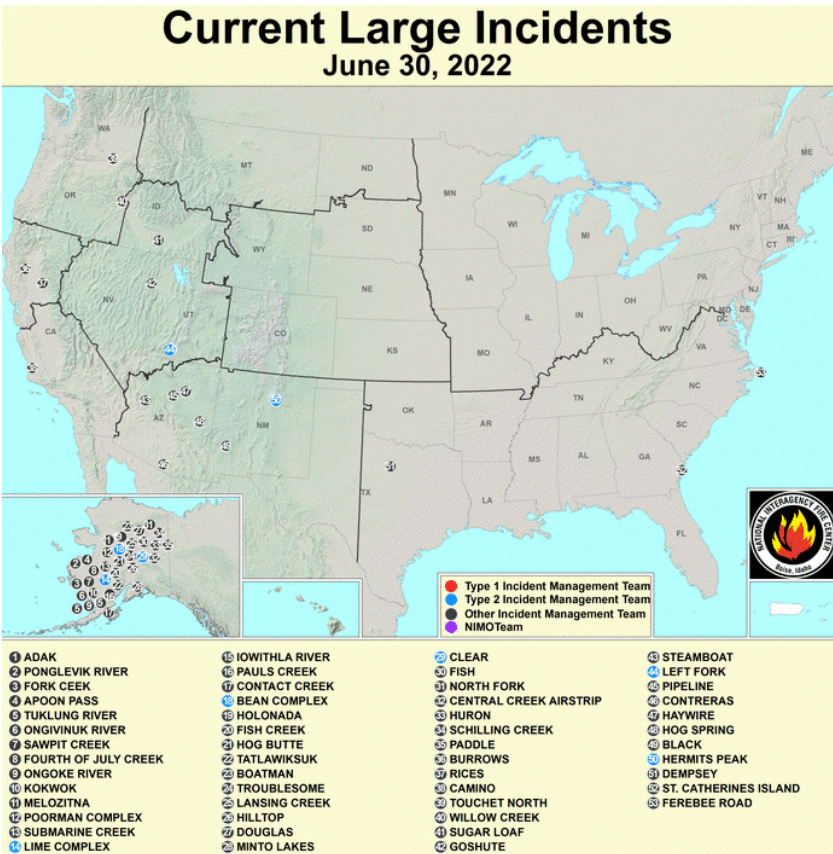 Current Large Incidents
June 30, 2022
WA
MT
ND
ME
OR
ID
MN
VT
NH
SD
WI
NY
MA
WY
MI
CT
RI
IA
PA
NE
NJ
NV
UT
OH
IL
IN
MD
DE
DC
CA
CO
WV
VA
KS
MO
KY
NC
AZ
OK
TN
NM
AR
SC
MS
AL
GA
TX
LA
FL
NATIONAL INTERAGENCY FIRE CENTER
Boise, Idaho
Type 1 Incident Management Team
Type 2 Incident Management Team
Other Incident Management Team
NIMOTeam
1 ADAK
2 PONGLEVIK RIVER
3 FORK CEEK
4 APOON PASS
5 TUKLUNG RIVER
6 ONGIVINUK RIVER
7 SAWPIT CREEK
8 FOURTH OF JULY CREEK
9 ONGOKE RIVER
10 KOKWOK
11 MELOZITNA
12 POORMAN COMPLEX
13 SUBMARINE CREEK
14 LIME COMPLEX
15 IOWITHLA RIVER
16 PAULS CREEK
17 CONTACT CREEK
18 BEAN COMPLEX
19 HOLONADA
20 FISH CREEK
21 HOG BUTTE
22 TATLAWIKSUK
23 BOATMAN
24 TROUBLESOME
25 LANSING CREEK
26 HILLTOP
27 DOUGLAS
28 MINTO LAKES
29 CLEAR
30 FISH
31 NORTH FORK
32 CENTRAL CREEK AIRSTRIP
33 HURON
34 SCHILLING CREEK
35 PADDLE
36 BURROWS
37 RICES
38 CAMINO
39 TOUCHET NORTH
40 WILLOW CREEK
41 SUGAR LOAF
42 GOSHUTE
43 STEAMBOAT
44 LEFT FORK
45 PIPELINE
46 CONTRERAS
47 HAYWIRE
48 HOG SPRING
49 BLACK
50 HERMITS PEAK
51 DEMPSEY
52 ST. CATHERINES ISLAND
53 FEREBEE ROAD